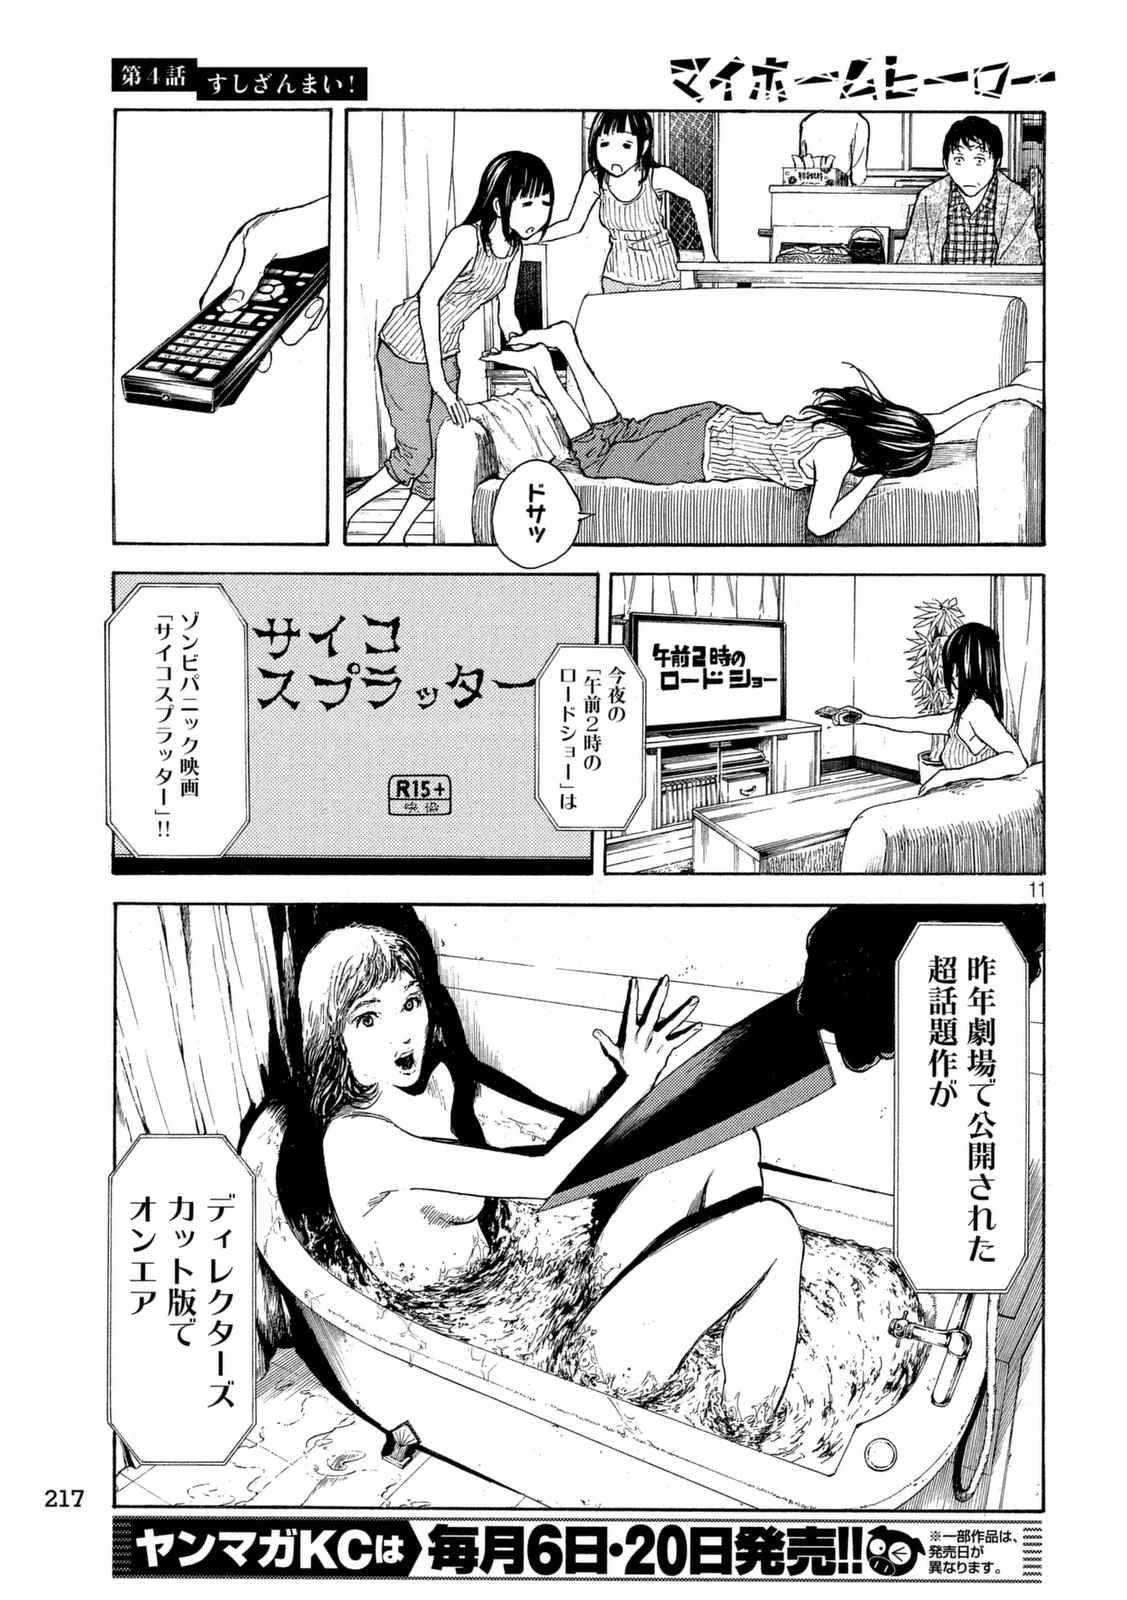 第4話
すしざんまい!
マイホームヒーロー
ドサッ
午前2時の
ロードショー
今夜の
「午前2時の
ロードショー」は
サイコ
スプラッター
R15+
映倫
ゾンビパニック映画
「サイコスプラッター」!!
11
昨年劇場で公開された
超話題作が
ディレクターズ
カット版で
オンエア
217
ヤンマガKCは
毎月6日・20日発売!!
※一部作品は、
発売日が
異なります。